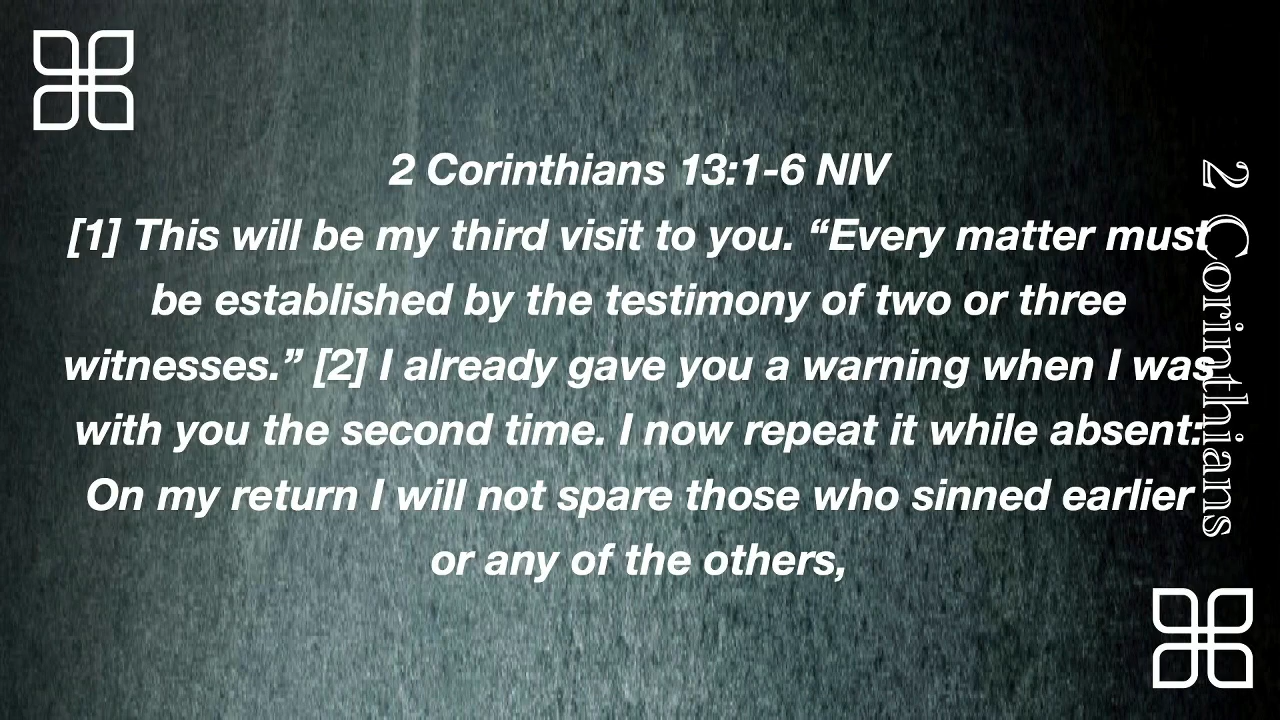 2 Corinthians 13:1-6 NIV
[1] This will be my third visit to you. “Every matter must
be established by the testimony of two or three
witnesses.” [2] I already gave you a warning when I was
with you the second time. I now repeat it while absent:
On my return I will not spare those who sinned earlier
or any of the others,
2 Corinthians